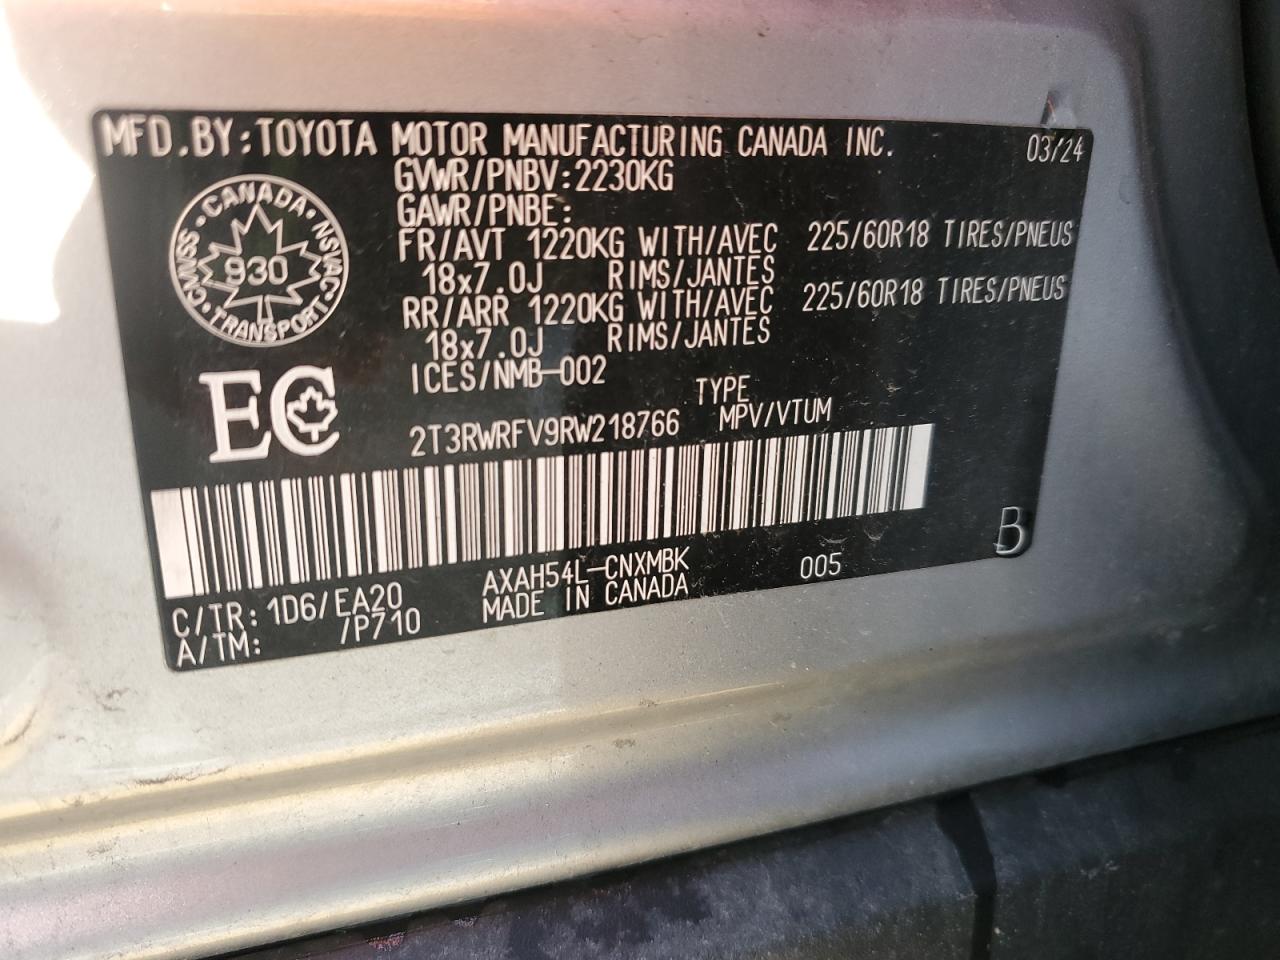 MFD.BY:TOYOTA MOTOR MANUFACTURING CANADA INC. 03/24
GVWR/PNBV:2230KG
GAWR/PNBE:
FR/AVT 1220KG WITH/AVEC 225/60R18 TIRES/PNEUS
18x7.0J RIMS/JANTES
RR/ARR 1220KG WITH/AVEC 225/60R18 TIRES/PNEUS
18x7.0J RIMS/JANTES
ICES/NMB-002
CANADA · NSVAC · TRANSPORT · CMVSS
930
EC
TYPE
2T3RWRFV9RW218766 MPV/VTUM
B
C/TR: 1D6/EA20 AXAH54L-CNXMBK 005
A/TM: /P710 MADE IN CANADA